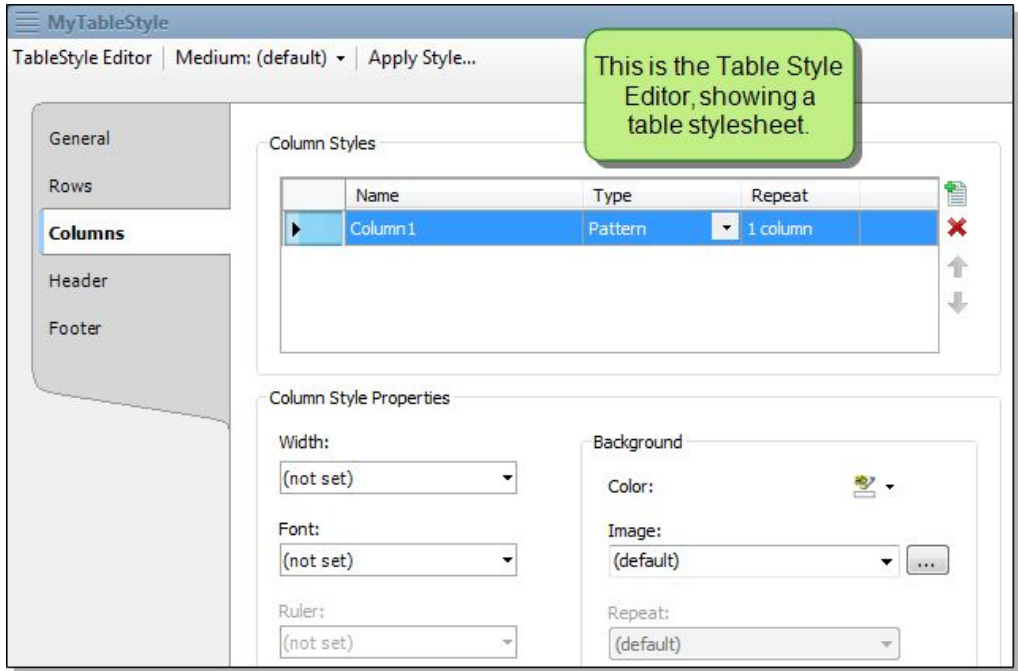 MyTableStyle
TableStyle Editor Medium: (default) Apply Style...
This is the Table Style
Editor, showing a
table stylesheet.
General
Rows
Columns
Header
Footer
Column Styles
Name Type Repeat
Column1 Pattern 1 column
Column Style Properties
Width:
(not set)
Font:
(not set)
Ruler:
(not set)
Background
Color:
Image:
(default) ...
Repeat:
(default)